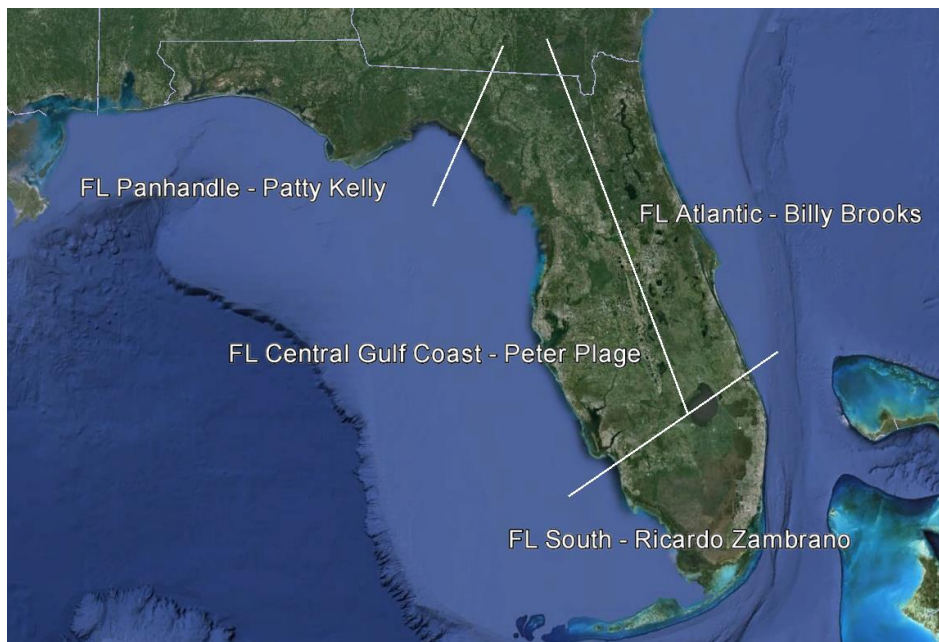 FL Panhandle - Patty Kelly
FL Atlantic - Billy Brooks
FL Central Gulf Coast - Peter Plage
FL South - Ricardo Zambrano